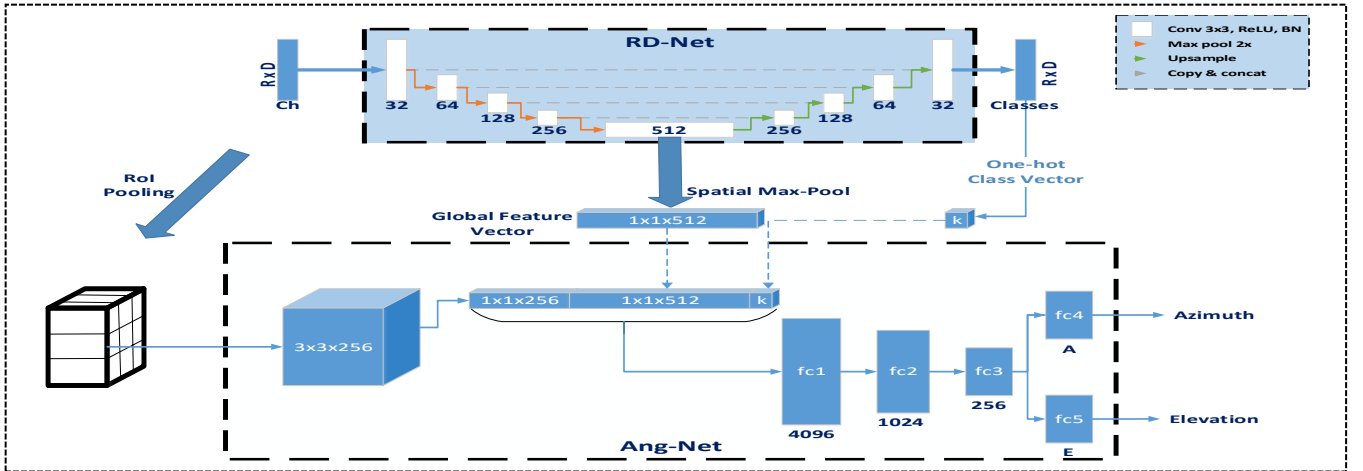 RD-Net
Conv 3x3, ReLU, BN
Max pool 2x
Upsample
Copy & concat
RxD
Ch
32
64
128
256
512
256
128
64
32
Classes
RxD
RoI
Pooling
Spatial Max-Pool
One-hot
Class Vector
Global Feature
Vector
1x1x512
k
1x1x256
1x1x512
k
3x3x256
fc1
4096
fc2
1024
fc3
256
fc4
A
Azimuth
fc5
E
Elevation
Ang-Net